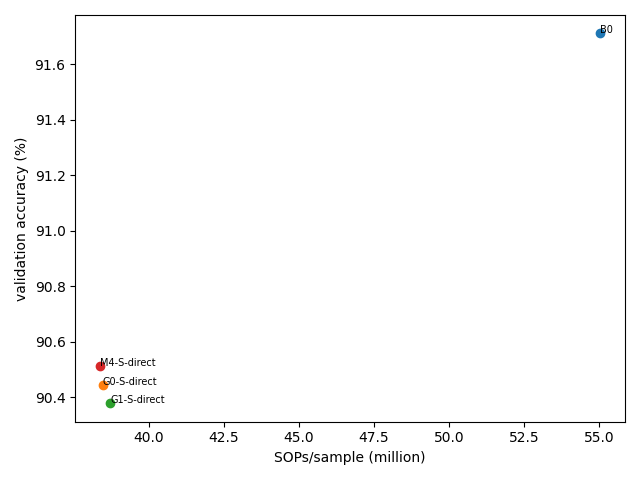 B0
91.6
91.4
91.2
91.0
90.8
90.6
90.4
validation accuracy (%)
M4-S-direct
G0-S-direct
G1-S-direct
40.0 42.5 45.0 47.5 50.0 52.5 55.0
SOPs/sample (million)